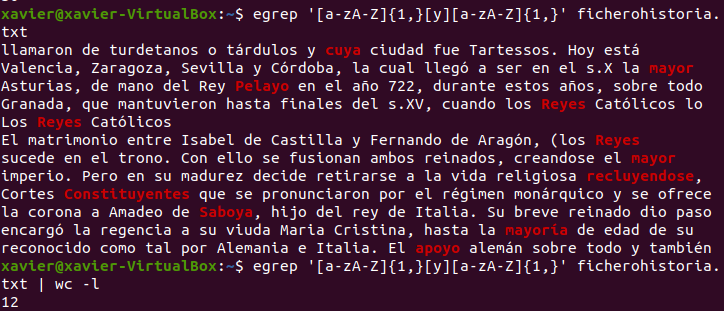 xavier@xavier-VirtualBox:~$ egrep '[a-zA-Z]{1,}[y][a-zA-Z]{1,}' ficherohistoria.
txt
llamaron de turdetanos o tárdulos y cuya ciudad fue Tartessos. Hoy está
Valencia, Zaragoza, Sevilla y Córdoba, la cual llegó a ser en el s.X la mayor
Asturias, de mano del Rey Pelayo en el año 722, durante estos años, sobre todo
Granada, que mantuvieron hasta finales del s.XV, cuando los Reyes Católicos lo
Los Reyes Católicos
El matrimonio entre Isabel de Castilla y Fernando de Aragón, (los Reyes
sucede en el trono. Con ello se fusionan ambos reinados, creandose el mayor
imperio. Pero en su madurez decide retirarse a la vida religiosa recluyendose,
Cortes Constituyentes que se pronunciaron por el régimen monárquico y se ofrece
la corona a Amadeo de Saboya, hijo del rey de Italia. Su breve reinado dio paso
encargó la regencia a su viuda Maria Cristina, hasta la mayoría de edad de su
reconocido como tal por Alemania e Italia. El apoyo alemán sobre todo y también
xavier@xavier-VirtualBox:~$ egrep '[a-zA-Z]{1,}[y][a-zA-Z]{1,}' ficherohistoria.
txt | wc -l
12